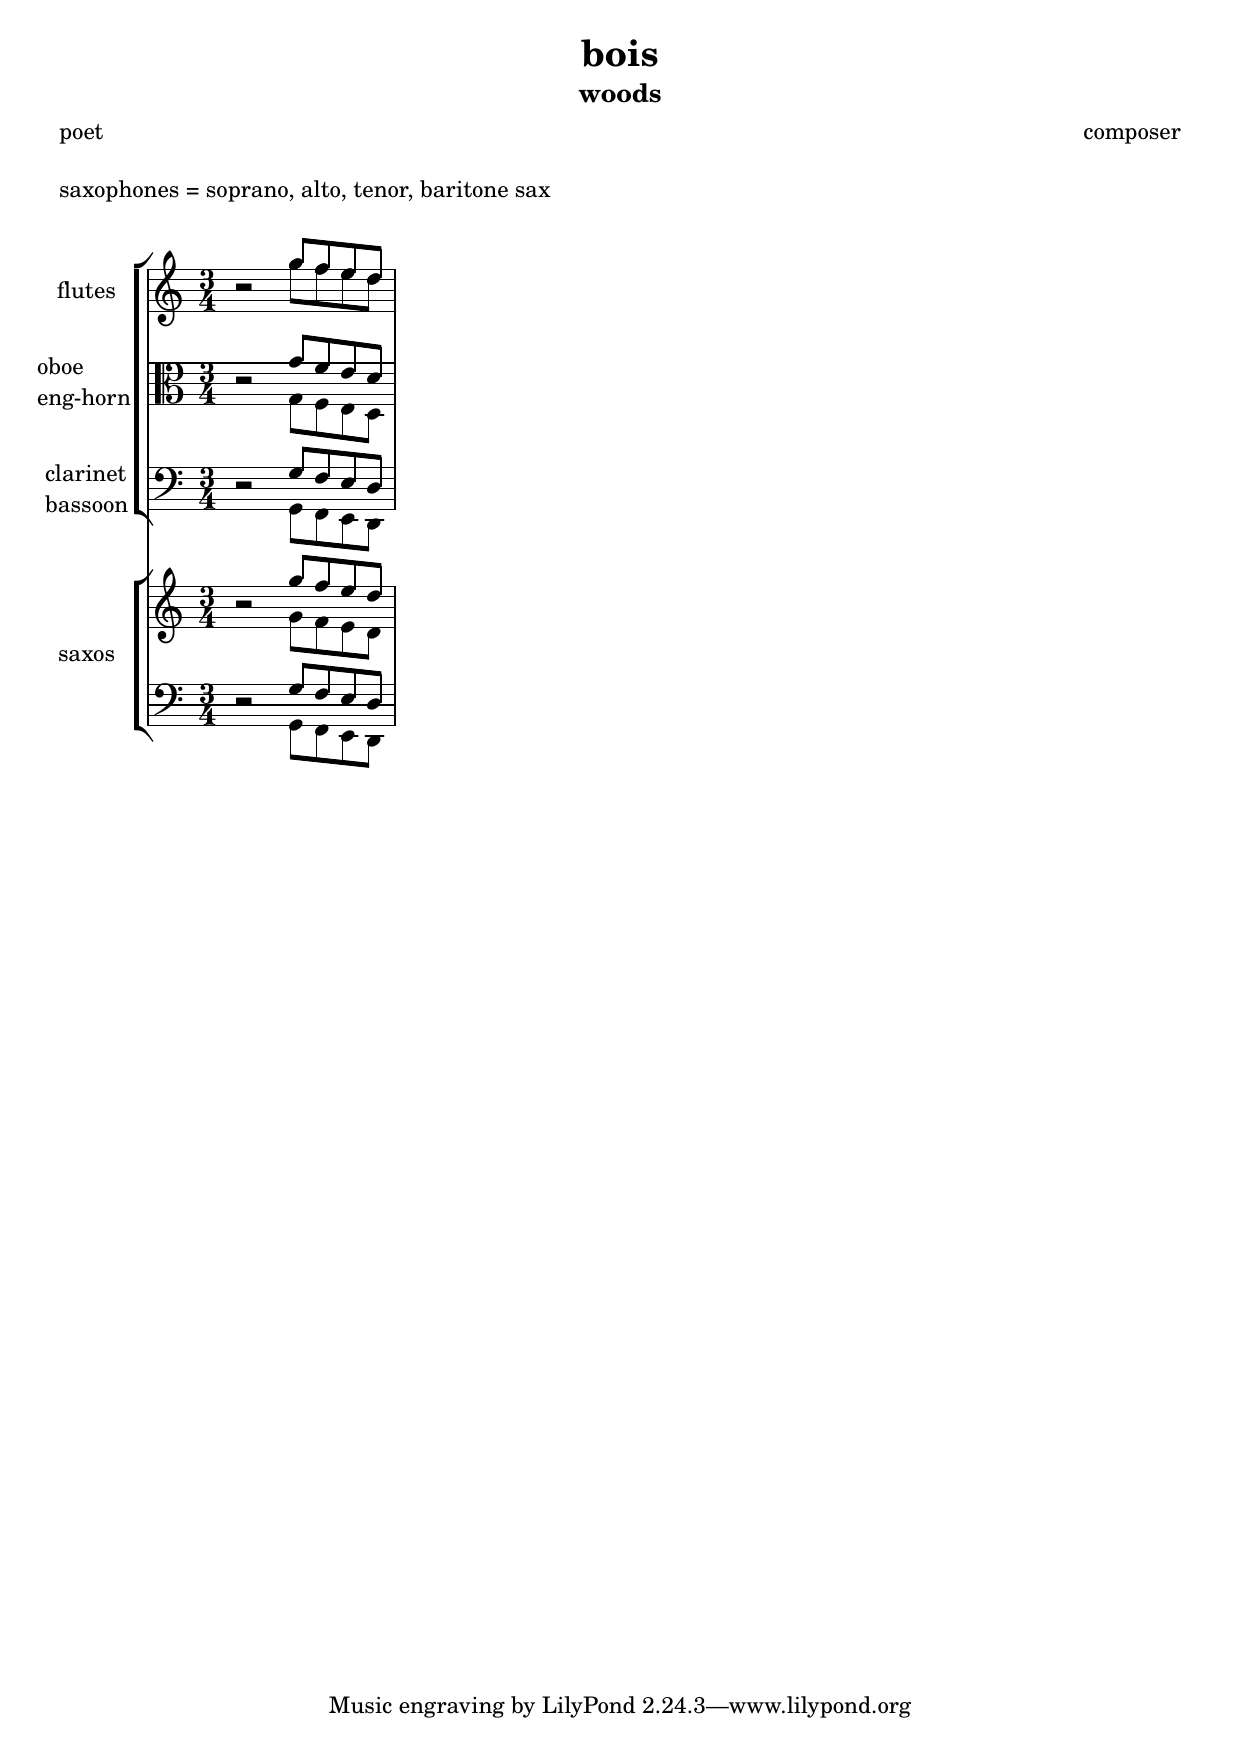 bois
woods
poet composer
saxophones = soprano, alto, tenor, baritone sax
flutes
oboe
eng-horn
clarinet
bassoon
saxos
Music engraving by LilyPond 2.24.3—www.lilypond.org